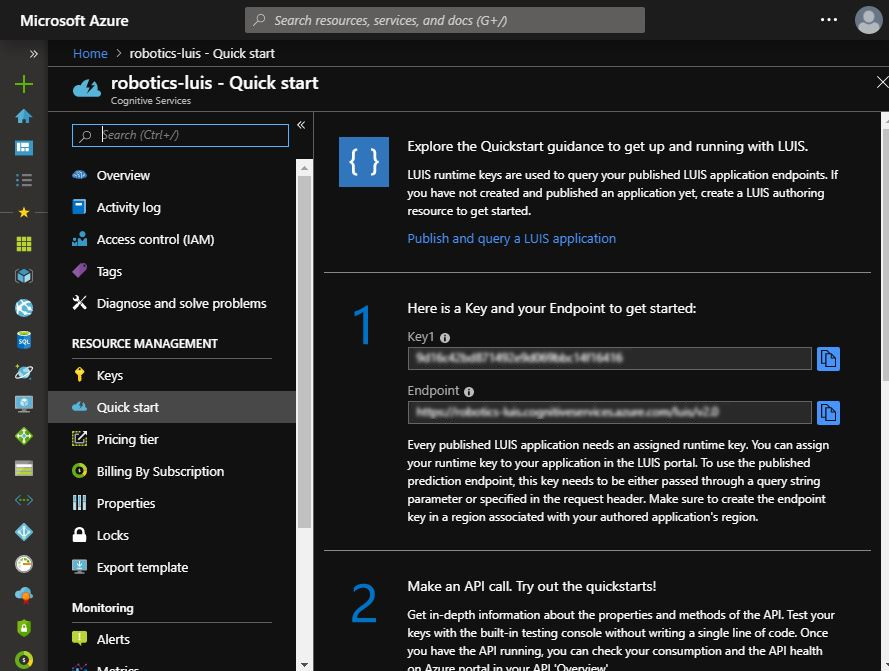 Microsoft Azure
Search resources, services, and docs (G+/)
Home > robotics-luis - Quick start
robotics-luis - Quick start
Cognitive Services
Search (Ctrl+/)
Overview
Activity log
Access control (IAM)
Tags
Diagnose and solve problems
RESOURCE MANAGEMENT
Keys
Quick start
Pricing tier
Billing By Subscription
Properties
Locks
Export template
Monitoring
Alerts
Metrics
Explore the Quickstart guidance to get up and running with LUIS.
LUIS runtime keys are used to query your published LUIS application endpoints. If
you have not created and published an application yet, create a LUIS authoring
resource to get started.
Publish and query a LUIS application
1
Here is a Key and your Endpoint to get started:
Key1
Endpoint
Every published LUIS application needs an assigned runtime key. You can assign
your runtime key to your application in the LUIS portal. To use the published
prediction endpoint, this key needs to be either passed through a query string
parameter or specified in the request header. Make sure to create the endpoint
key in a region associated with your authored application's region.
2
Make an API call. Try out the quickstarts!
Get in-depth information about the properties and methods of the API. Test your
keys with the built-in testing console without writing a single line of code. Once
you have the API running, you can check your consumption and the API health
on Azure portal in your API 'Overview'